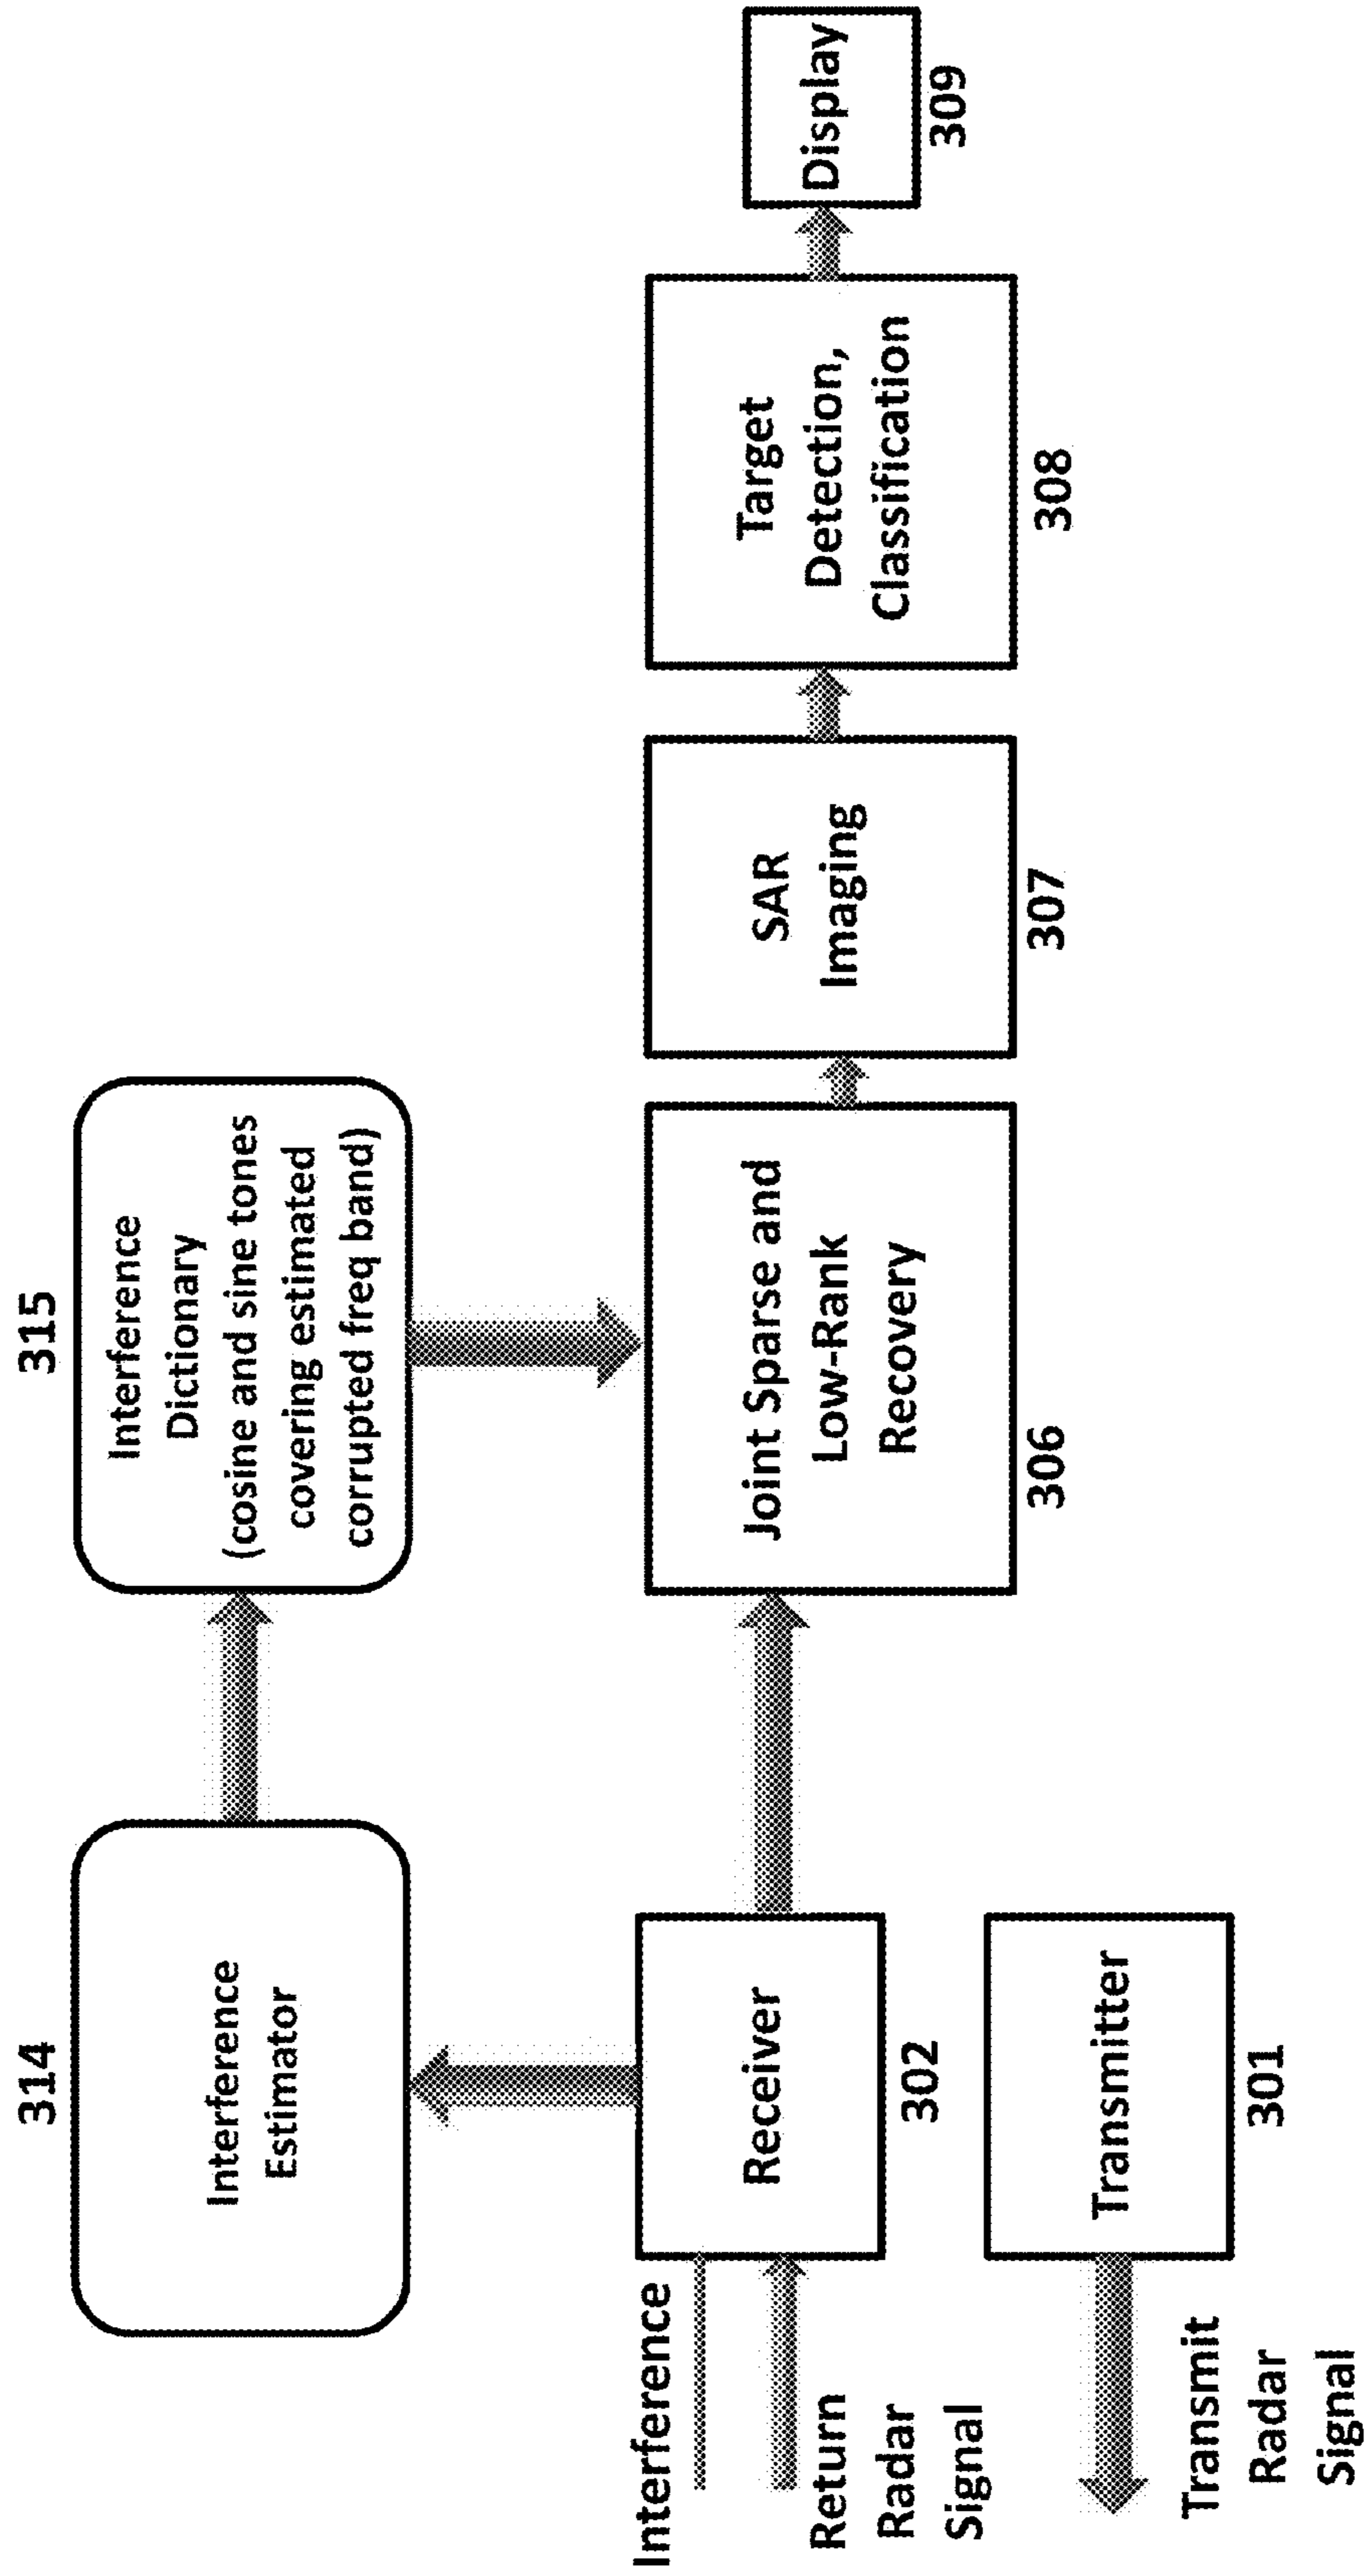 314
Interference
Estimator
315
Interference
Dictionary
(cosine and sine tones
covering estimated
corrupted freq band)
Interference
Return
Radar
Signal
Receiver
302
Joint Sparse and
Low-Rank
Recovery
306
SAR
Imaging
307
Target
Detection,
Classification
308
Display
309
Transmit
Radar
Signal
Transmitter
301